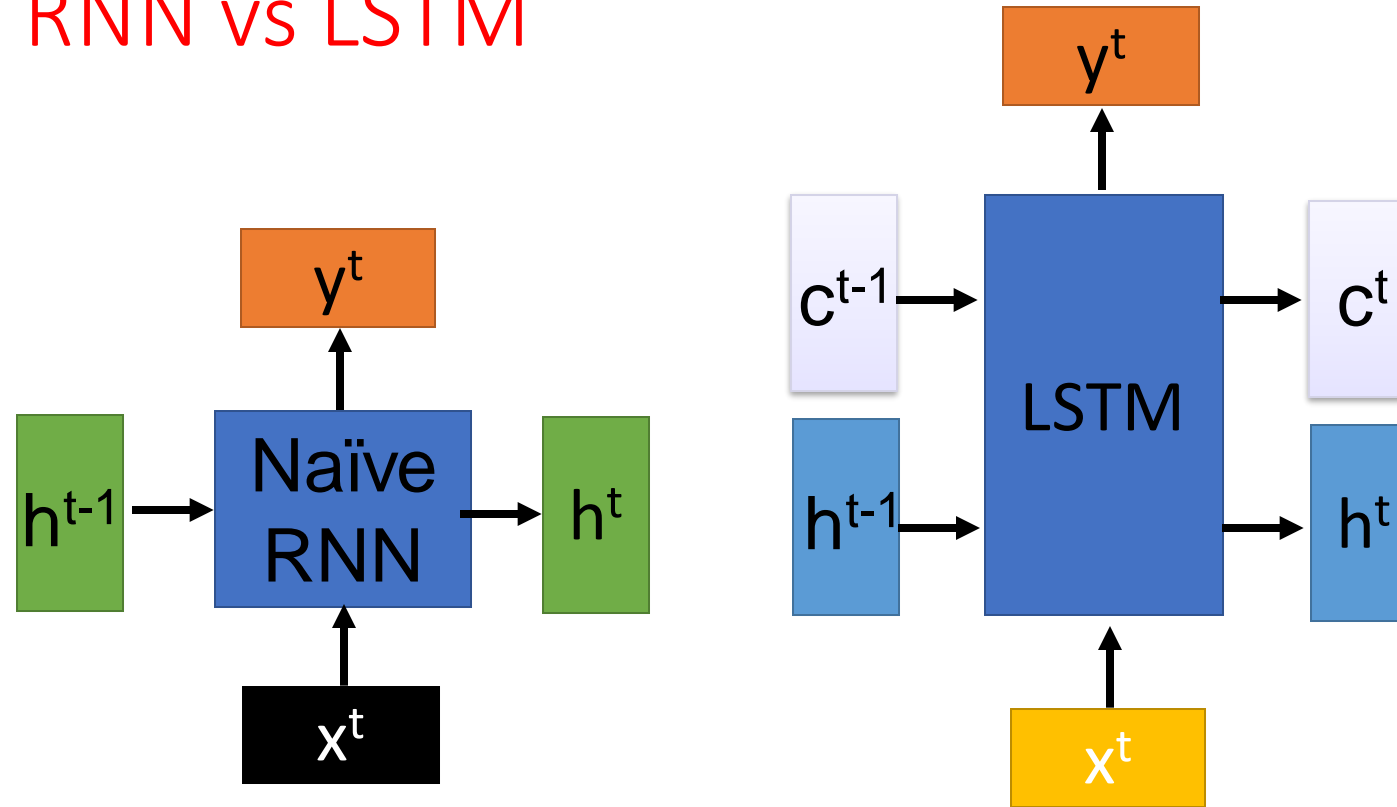 RNN vs LSTM
yᵗ
hᵗ⁻¹
Naïve
RNN
hᵗ
xᵗ
yᵗ
cᵗ⁻¹
cᵗ
LSTM
hᵗ⁻¹
hᵗ
xᵗ